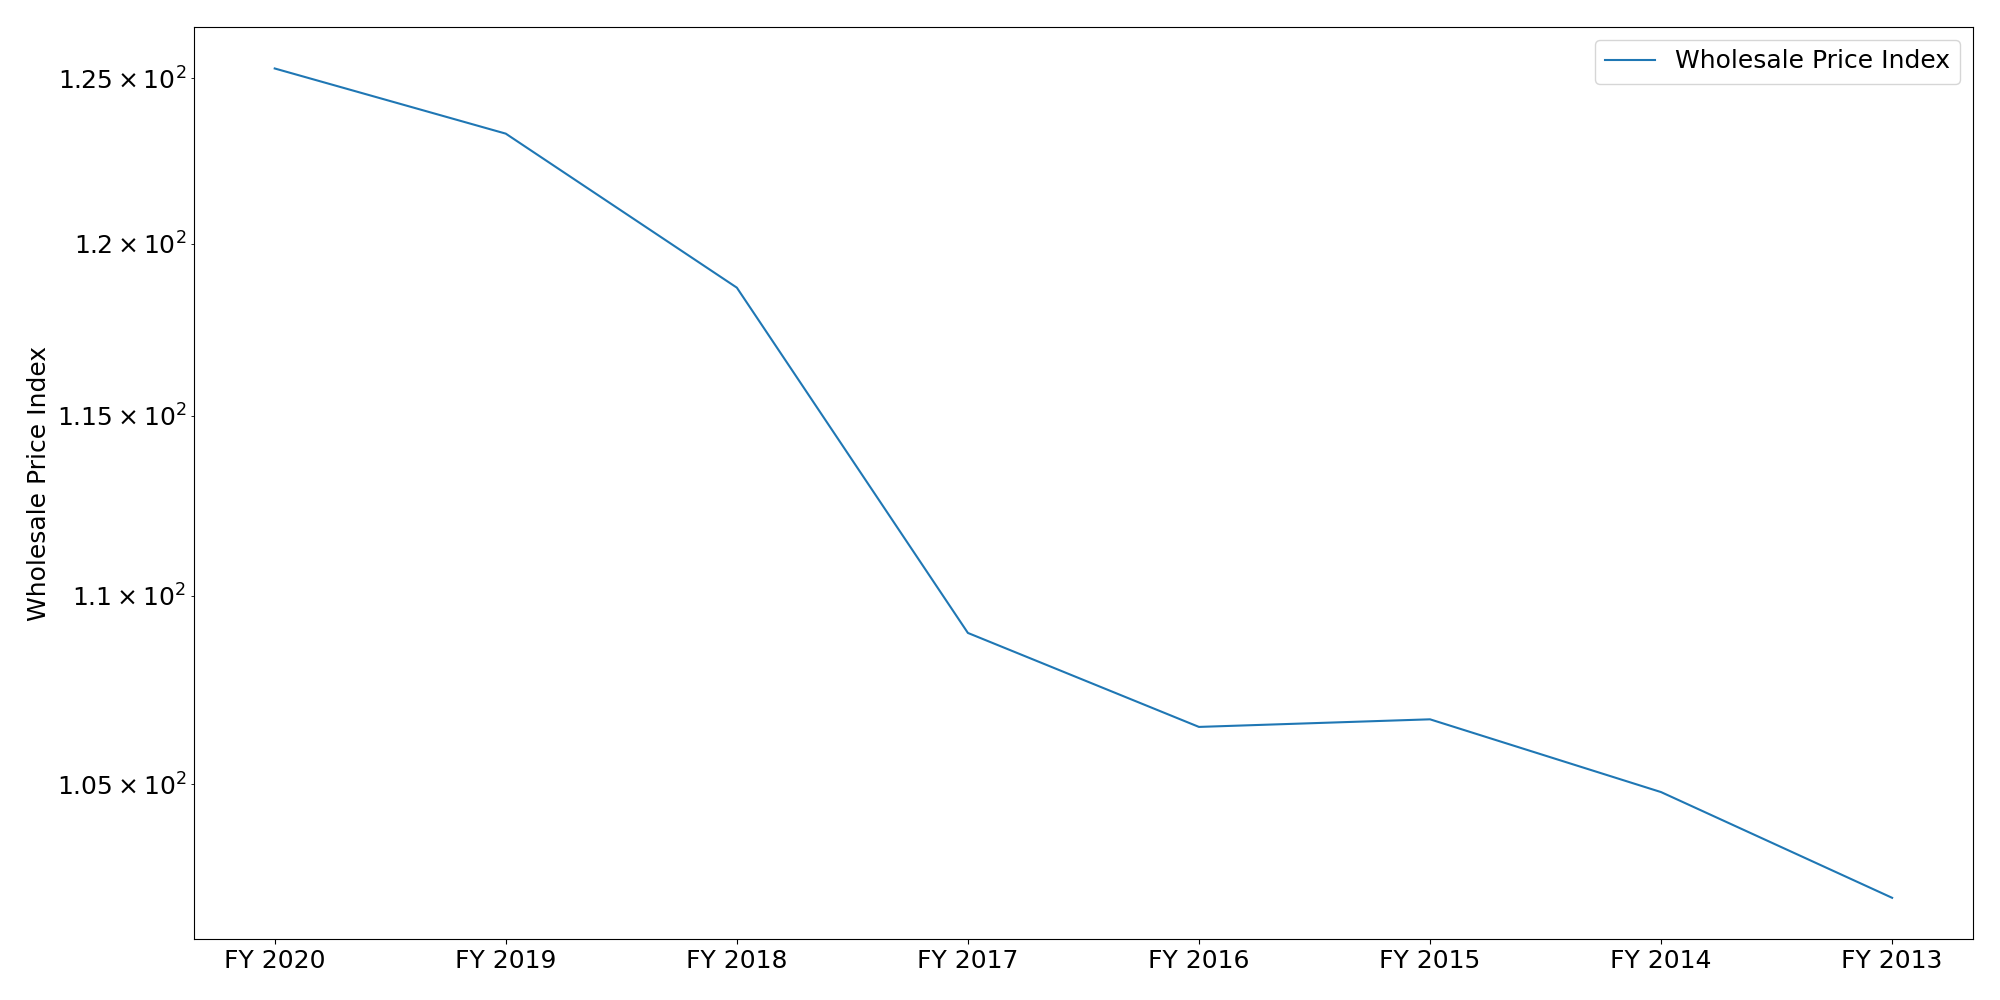 Wholesale Price Index
1.25 × 10²
1.2 × 10²
1.15 × 10²
1.1 × 10²
1.05 × 10²
Wholesale Price Index
FY 2020 FY 2019 FY 2018 FY 2017 FY 2016 FY 2015 FY 2014 FY 2013